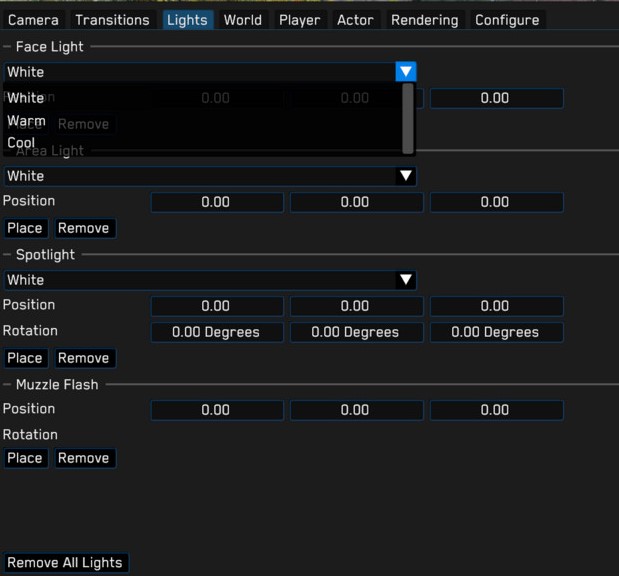 Camera Transitions Lights World Player Actor Rendering Configure
Face Light
White
White
Position 0.00 0.00 0.00
Warm
Place Remove
Cool
Area Light
White
Position 0.00 0.00 0.00
Place Remove
Spotlight
White
Position 0.00 0.00 0.00
Rotation 0.00 Degrees 0.00 Degrees 0.00 Degrees
Place Remove
Muzzle Flash
Position 0.00 0.00 0.00
Rotation
Place Remove
Remove All Lights